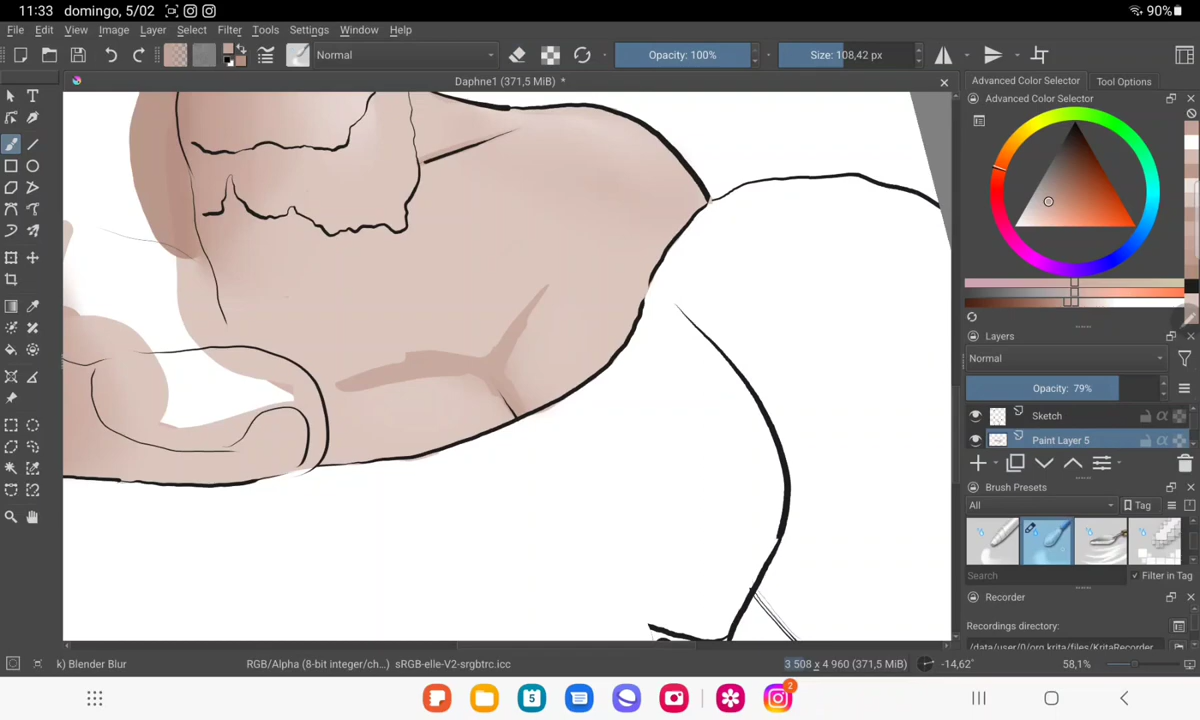 11:33 domingo, 5/02 90%
File Edit View Image Layer Select Filter Tools Settings Window Help
Normal Opacity: 100% Size: 108,42 px
Daphne1 (371,5 MiB) *
Advanced Color Selector Tool Options
Advanced Color Selector
Layers
Normal
Opacity: 79%
Sketch
Paint Layer 5
Brush Presets
All Tag
Search Filter in Tag
Recorder
Recordings directory:
/data/user/0/org.krita/files/KritaRecorder
k) Blender Blur RGB/Alpha (8-bit integer/ch…) sRGB-elle-V2-srgbtrc.icc 3 508 x 4 960 (371,5 MiB) -14,62° 58,1%
5 2